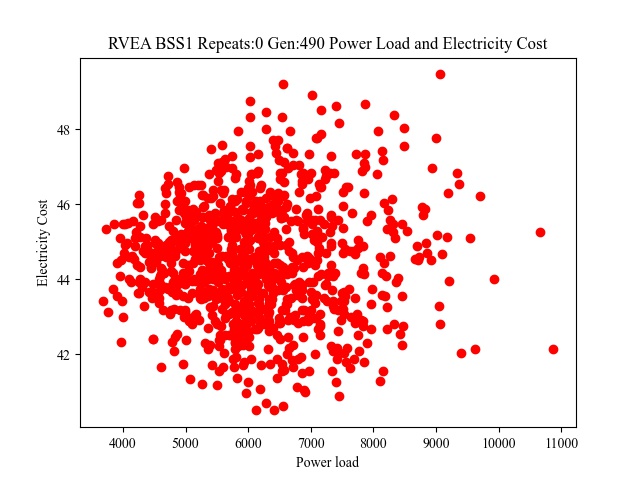 RVEA BSS1 Repeats:0 Gen:490 Power Load and Electricity Cost
48
46
44
42
Electricity Cost
4000 5000 6000 7000 8000 9000 10000 11000
Power load